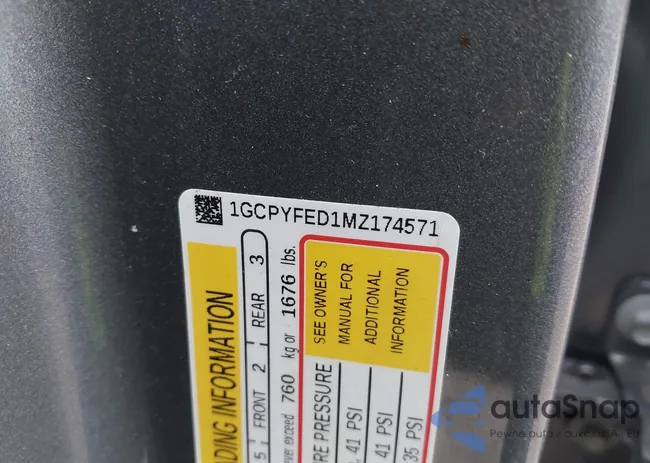 1GCPYFED1MZ174571
DING INFORMATION
5 FRONT 2 REAR 3
ver exceed 760 kg or 1676 lbs.
SEE OWNER'S
MANUAL FOR
ADDITIONAL
INFORMATION
RE PRESSURE
, 41 PSI
, 41 PSI
35 PSI
autaSnap